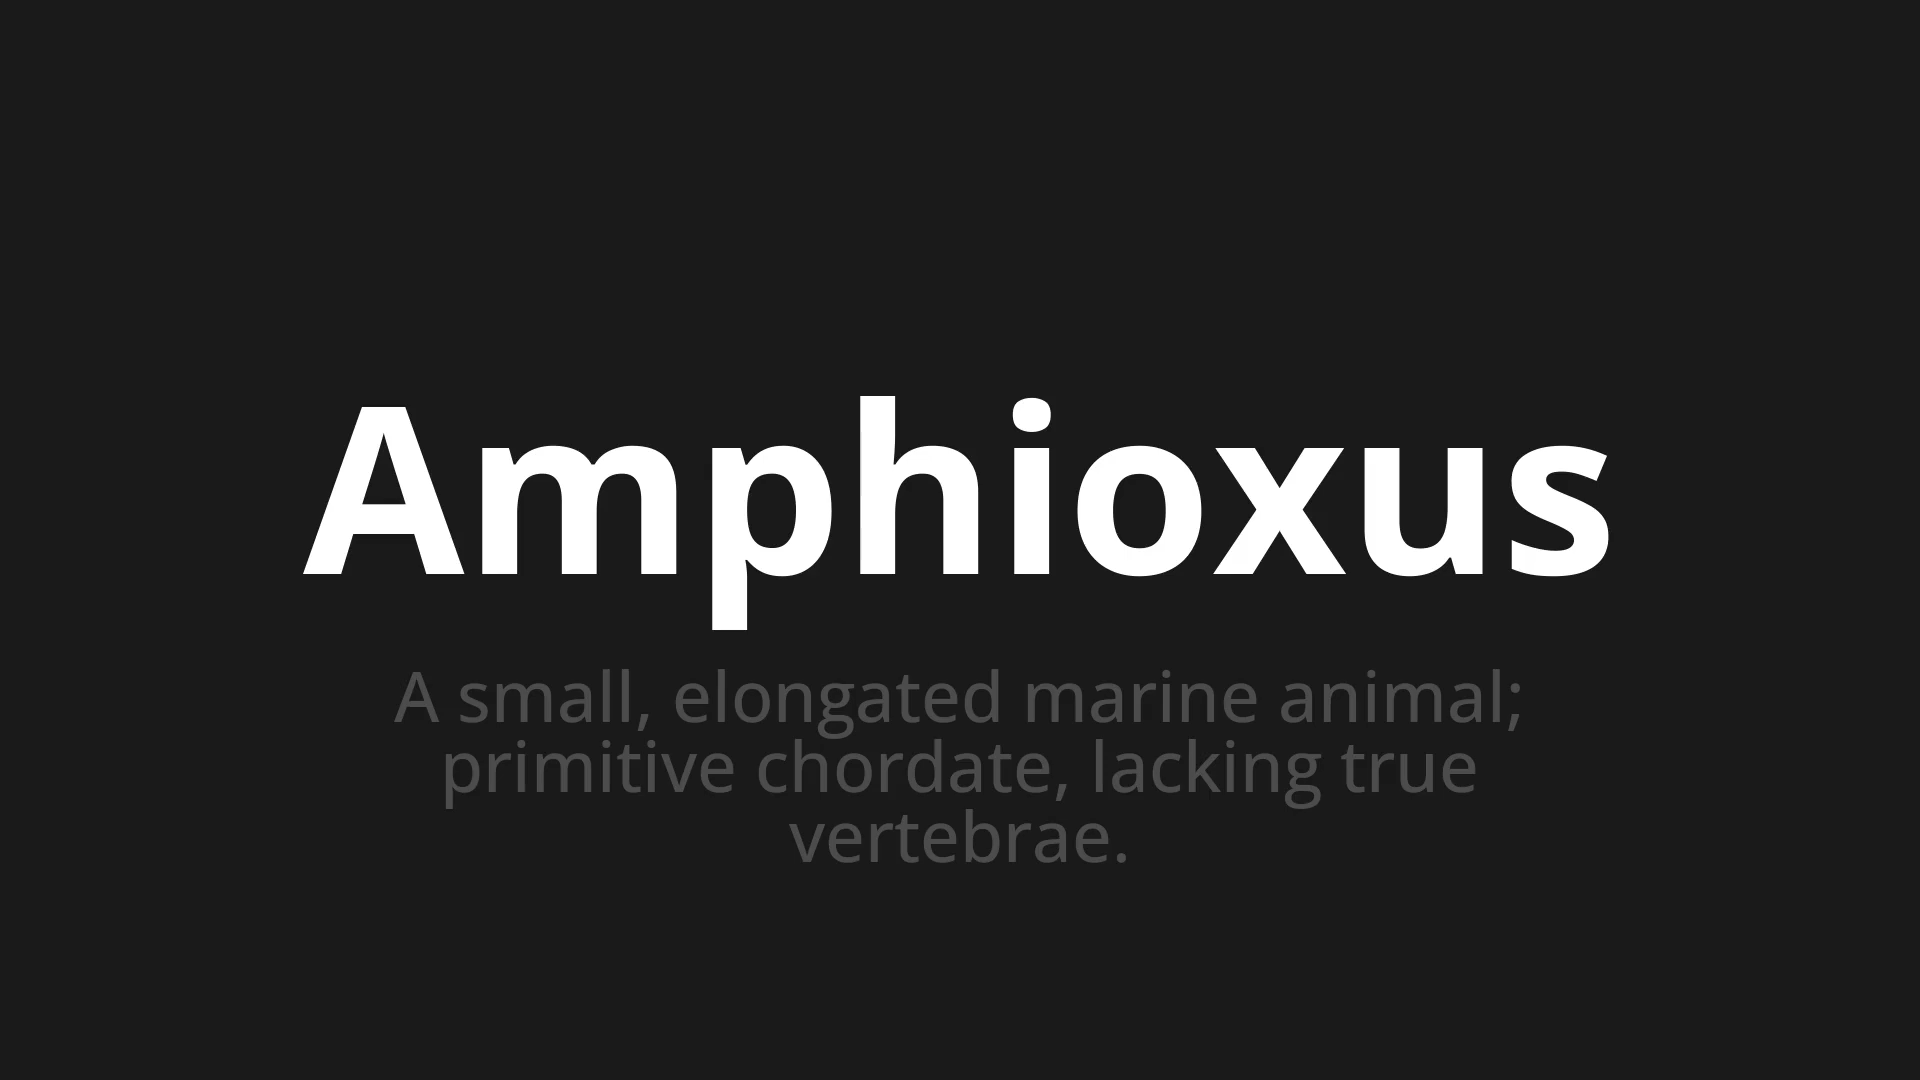 Amphioxus
A small, elongated marine animal;
primitive chordate, lacking true
vertebrae.